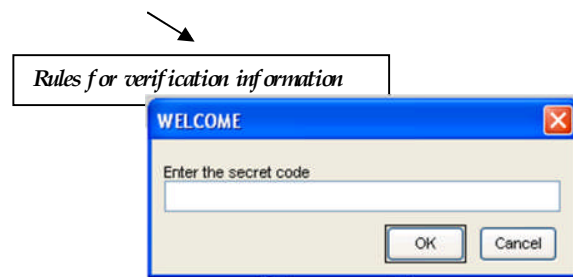 Rules for verification information
WELCOME
Enter the secret code
OK
Cancel